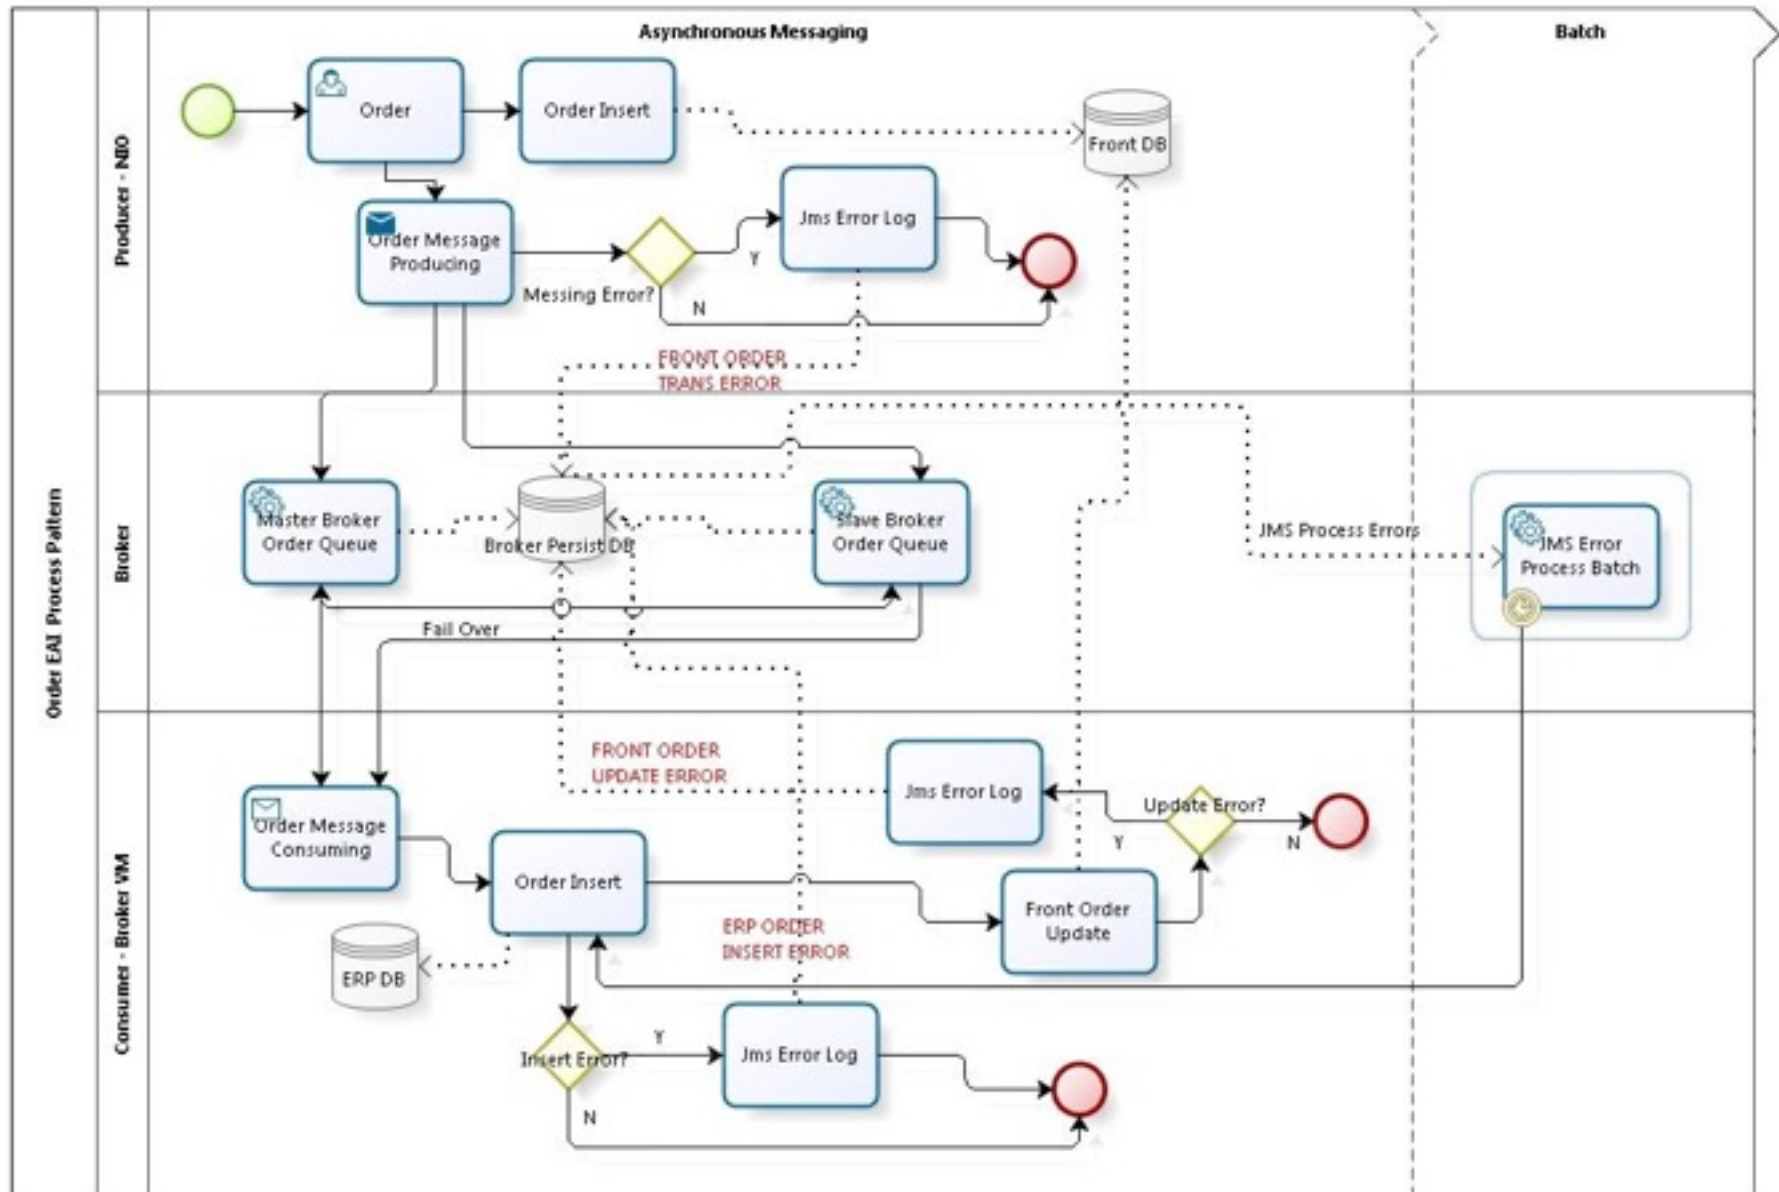 Asynchronous Messaging
Batch
Order EAI Process Pattern
Producer - NIO
Order
Order Insert
Front DB
Order Message
Producing
Messing Error?
Y
N
Jms Error Log
FRONT ORDER
TRANS ERROR
Broker
Master Broker
Order Queue
Broker Persist DB
Slave Broker
Order Queue
Fail Over
JMS Process Errors
JMS Error
Process Batch
Consumer - Broker VM
FRONT ORDER
UPDATE ERROR
Jms Error Log
Update Error?
Y
N
Order Message
Consuming
Order Insert
Front Order
Update
ERP ORDER
INSERT ERROR
ERP DB
Insert Error?
Y
N
Jms Error Log